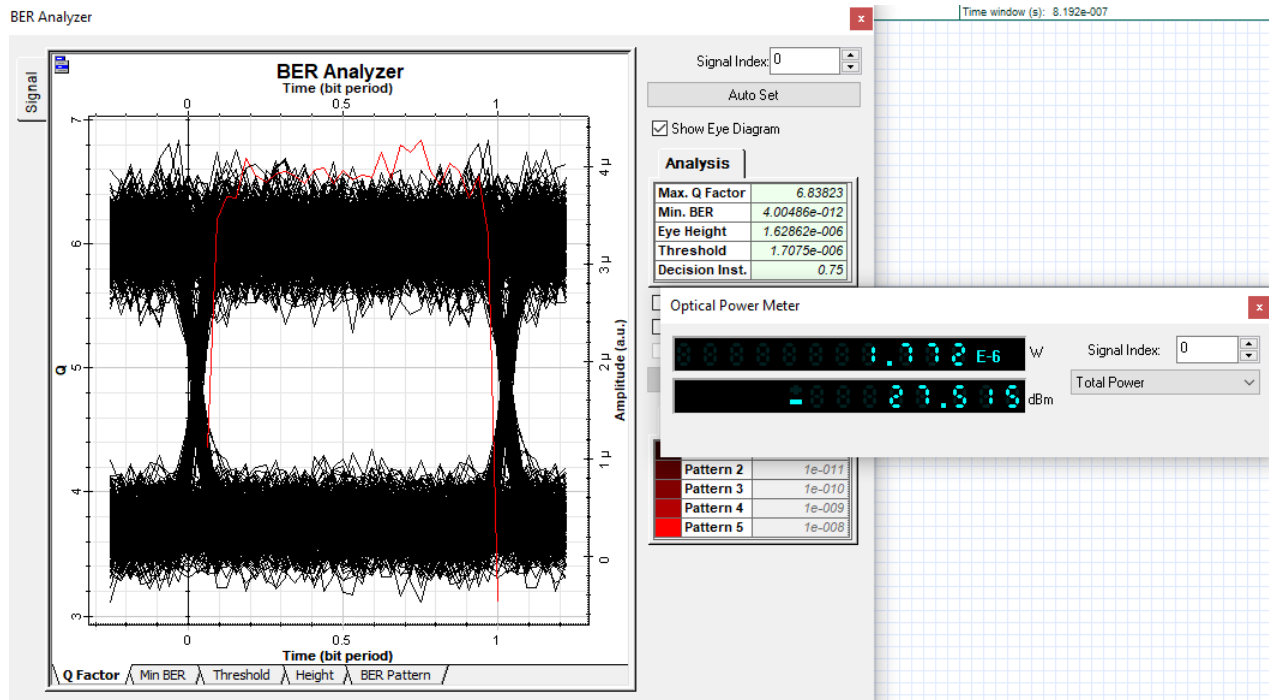 BER Analyzer
x
Time window (s): 8.192e-007
Signal
BER Analyzer
Time (bit period)
0 0.5 1
7
6
5
4
3
Q
4 µ
3 µ
2 µ
1 µ
0
Amplitude (a.u.)
0 0.5 1
Time (bit period)
Q Factor Min BER Threshold Height BER Pattern
Signal Index: 0
Auto Set
Show Eye Diagram
Analysis
Max. Q Factor 6.83823
Min. BER 4.00486e-012
Eye Height 1.62862e-006
Threshold 1.7075e-006
Decision Inst. 0.75
Optical Power Meter
x
1.772 E-6 W
Signal Index: 0
- 27.515 dBm
Total Power
Pattern 2 1e-011
Pattern 3 1e-010
Pattern 4 1e-009
Pattern 5 1e-008